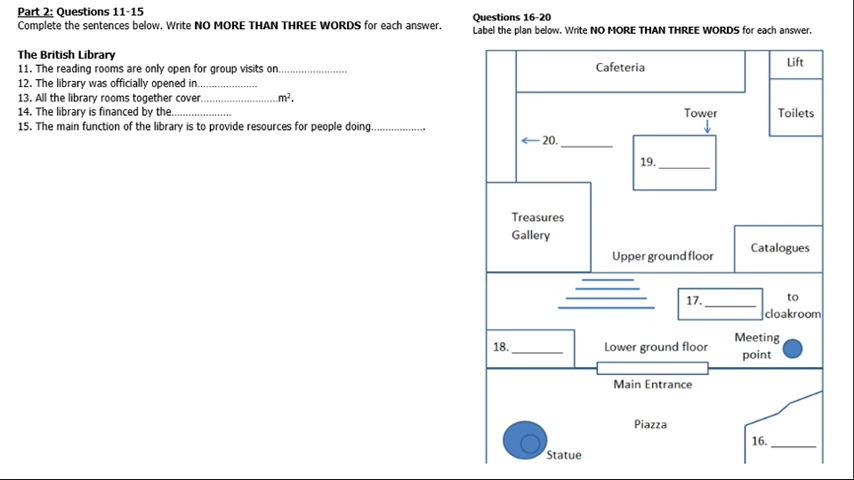 Part 2: Questions 11-15
Complete the sentences below. Write NO MORE THAN THREE WORDS for each answer.
The British Library
11. The reading rooms are only open for group visits on......................
12. The library was officially opened in...................
13. All the library rooms together cover.........................m².
14. The library is financed by the...................
15. The main function of the library is to provide resources for people doing..................
Questions 16-20
Label the plan below. Write NO MORE THAN THREE WORDS for each answer.
Cafeteria
Lift
Tower
Toilets
20. ________
19. ________
Treasures
Gallery
Catalogues
Upper ground floor
17. ________
to
cloakroom
18. ________
Lower ground floor
Meeting
point
Main Entrance
Piazza
16. ________
Statue